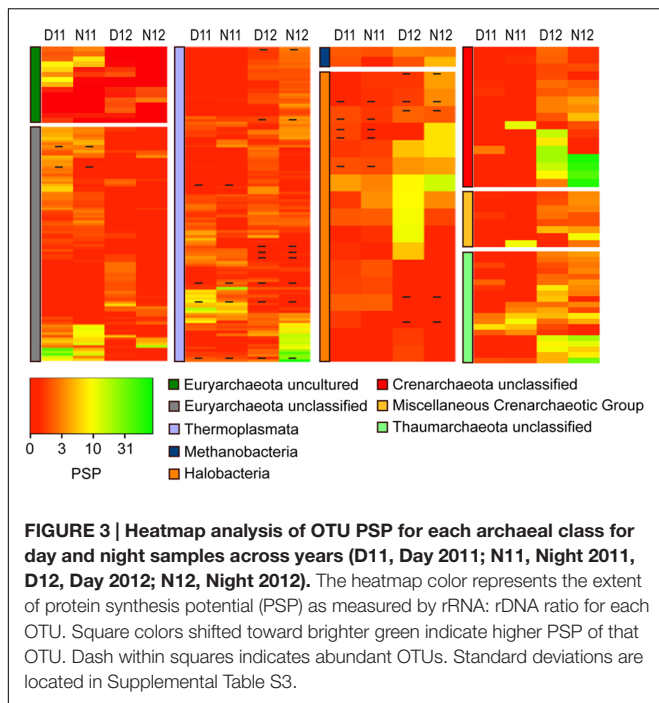 D11 N11 D12 N12 D11 N11 D12 N12 D11 N11 D12 N12 D11 N11 D12 N12
0 3 10 31
PSP
Euryarchaeota uncultured
Euryarchaeota unclassified
Thermoplasmata
Methanobacteria
Halobacteria
Crenarchaeota unclassified
Miscellaneous Crenarchaeotic Group
Thaumarchaeota unclassified
FIGURE 3 | Heatmap analysis of OTU PSP for each archaeal class for
day and night samples across years (D11, Day 2011; N11, Night 2011,
D12, Day 2012; N12, Night 2012). The heatmap color represents the extent
of protein synthesis potential (PSP) as measured by rRNA: rDNA ratio for each
OTU. Square colors shifted toward brighter green indicate higher PSP of that
OTU. Dash within squares indicates abundant OTUs. Standard deviations are
located in Supplemental Table S3.